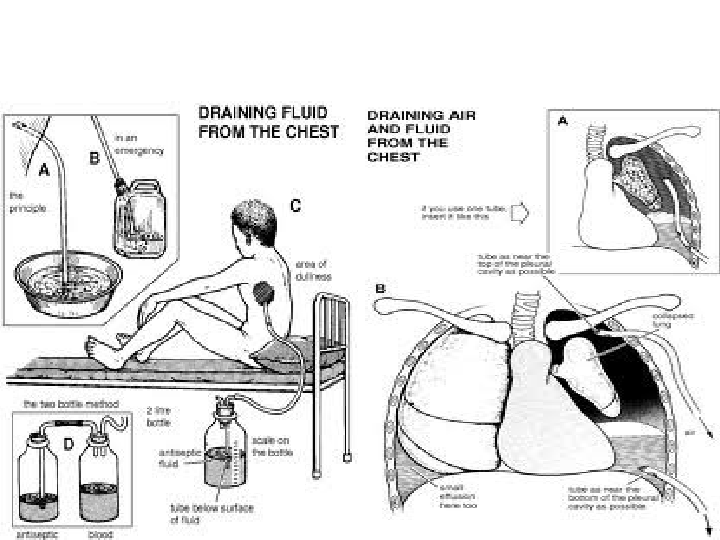 DRAINING FLUID
FROM THE CHEST
A
the
principle
B
in an
emergency
C
area of
dullness
the two bottle method
D
antiseptic
blood
2 litre
bottle
antiseptic
fluid
scale on
the bottle
tube below surface
of fluid
DRAINING AIR
AND FLUID
FROM THE
CHEST
A
if you use one tube,
insert it like this
tube as near the
top of the pleural
cavity as possible
B
collapsed
lung
air
small
effusion
here too
tube as near the
bottom of the pleural
cavity as possible